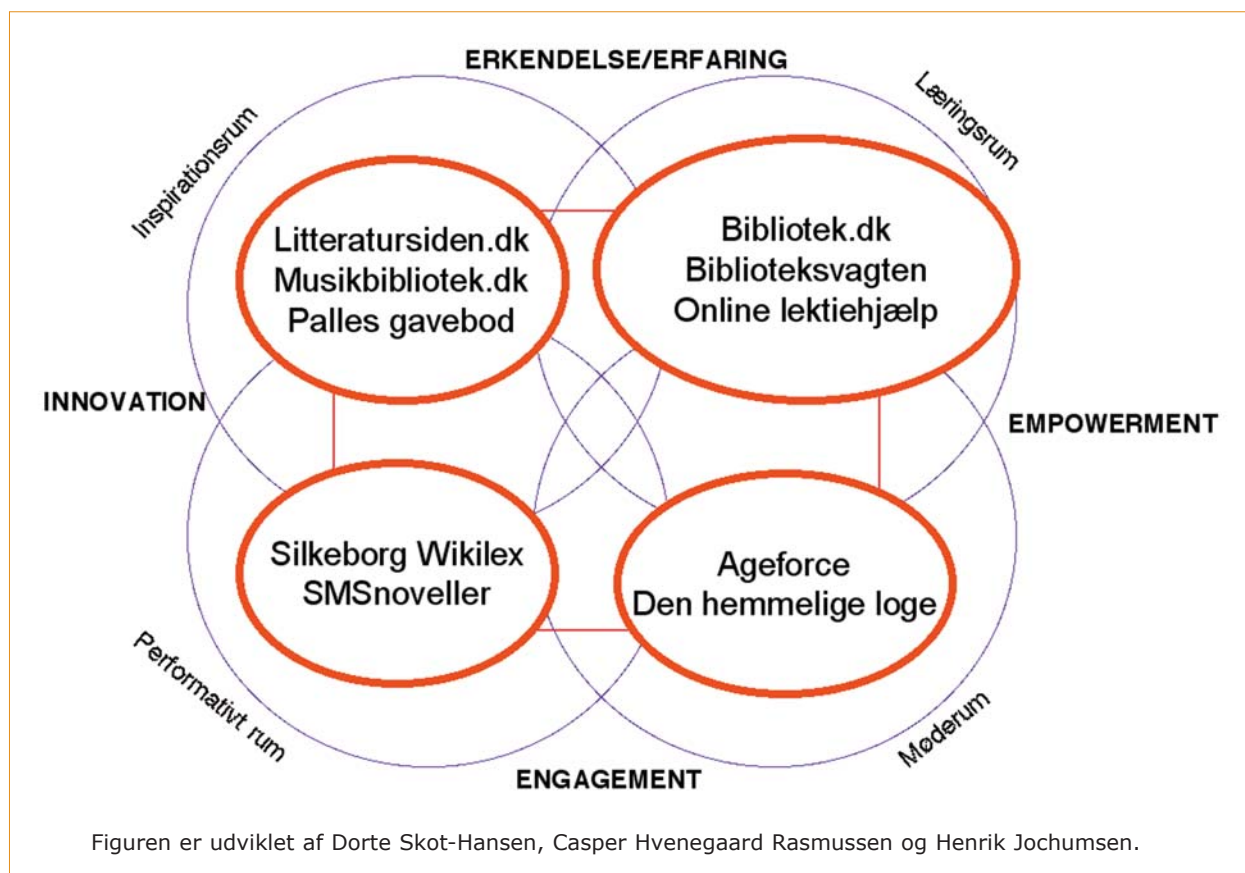 ERKENDELSE/ERFARING
Inspirationsrum
Læringsrum
Litteratursiden.dk
Musikbibliotek.dk
Palles gavebod
Bibliotek.dk
Biblioteksvagten
Online lektiehjælp
INNOVATION
EMPOWERMENT
Silkeborg Wikilex
SMSnoveller
Ageforce
Den hemmelige loge
Performativt rum
Møderum
ENGAGEMENT
Figuren er udviklet af Dorte Skot-Hansen, Casper Hvenegaard Rasmussen og Henrik Jochumsen.